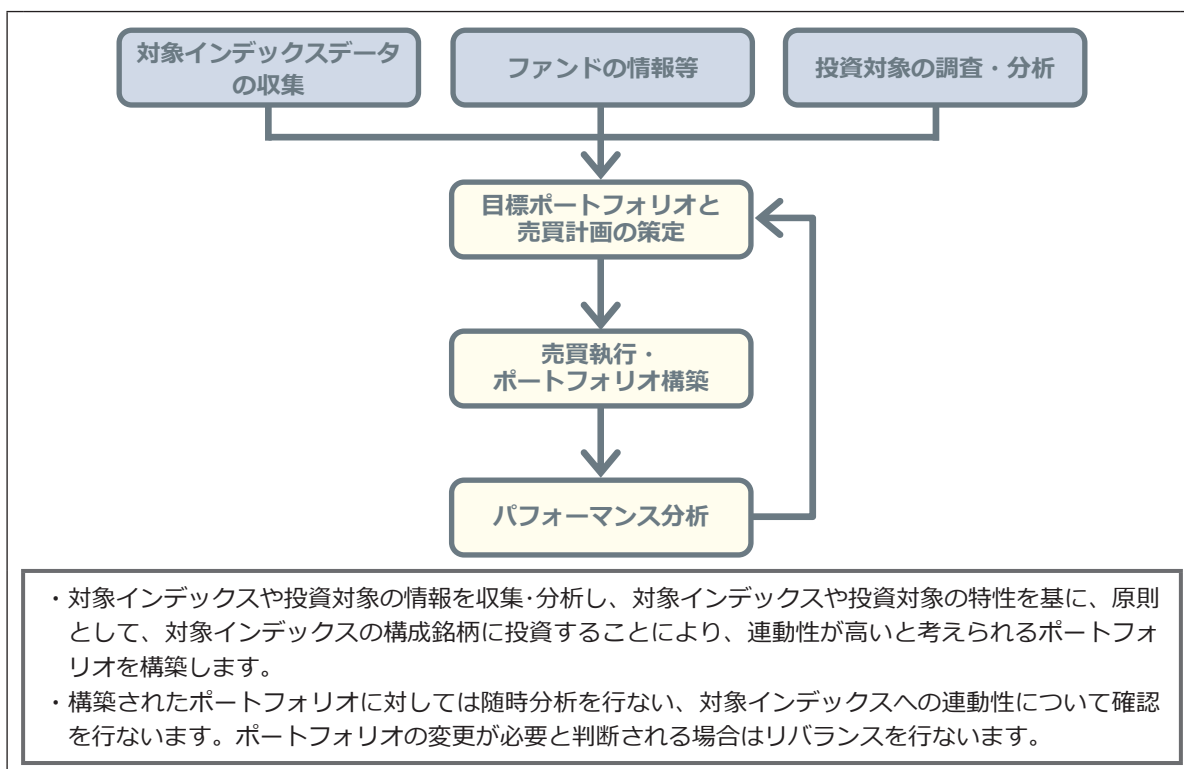 対象インデックスデータ
の収集
ファンドの情報等
投資対象の調査・分析
目標ポートフォリオと
売買計画の策定
売買執行・
ポートフォリオ構築
パフォーマンス分析
・対象インデックスや投資対象の情報を収集･分析し、対象インデックスや投資対象の特性を基に、原則
として、対象インデックスの構成銘柄に投資することにより、連動性が高いと考えられるポートフォ
リオを構築します。
・構築されたポートフォリオに対しては随時分析を行ない、対象インデックスへの連動性について確認
を行ないます。ポートフォリオの変更が必要と判断される場合はリバランスを行ないます。